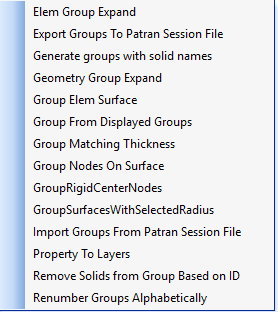 Elem Group Expand
Export Groups To Patran Session File
Generate groups with solid names
Geometry Group Expand
Group Elem Surface
Group From Displayed Groups
Group Matching Thickness
Group Nodes On Surface
GroupRigidCenterNodes
GroupSurfacesWithSelectedRadius
Import Groups From Patran Session File
Property To Layers
Remove Solids from Group Based on ID
Renumber Groups Alphabetically